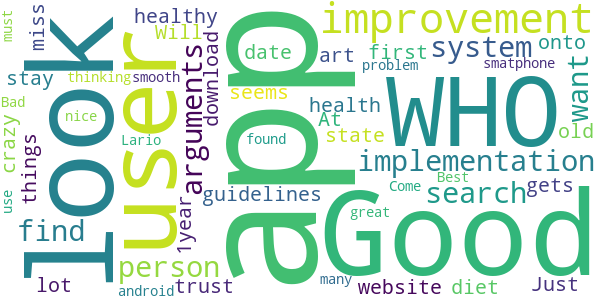 look
user
app
WHO
Good
improvement
system
implementation
search
person
find
arguments
guidelines
website
want
health
healthy
state
trust
diet
gets
Just
old
onto
art
date
first
At
seems
download
Will
miss
stay
crazy
things
lot
1year
must
thinking
smooth
Bad
nice
use
Lario
android
found
problem
smatphone
Come
Best
great
many